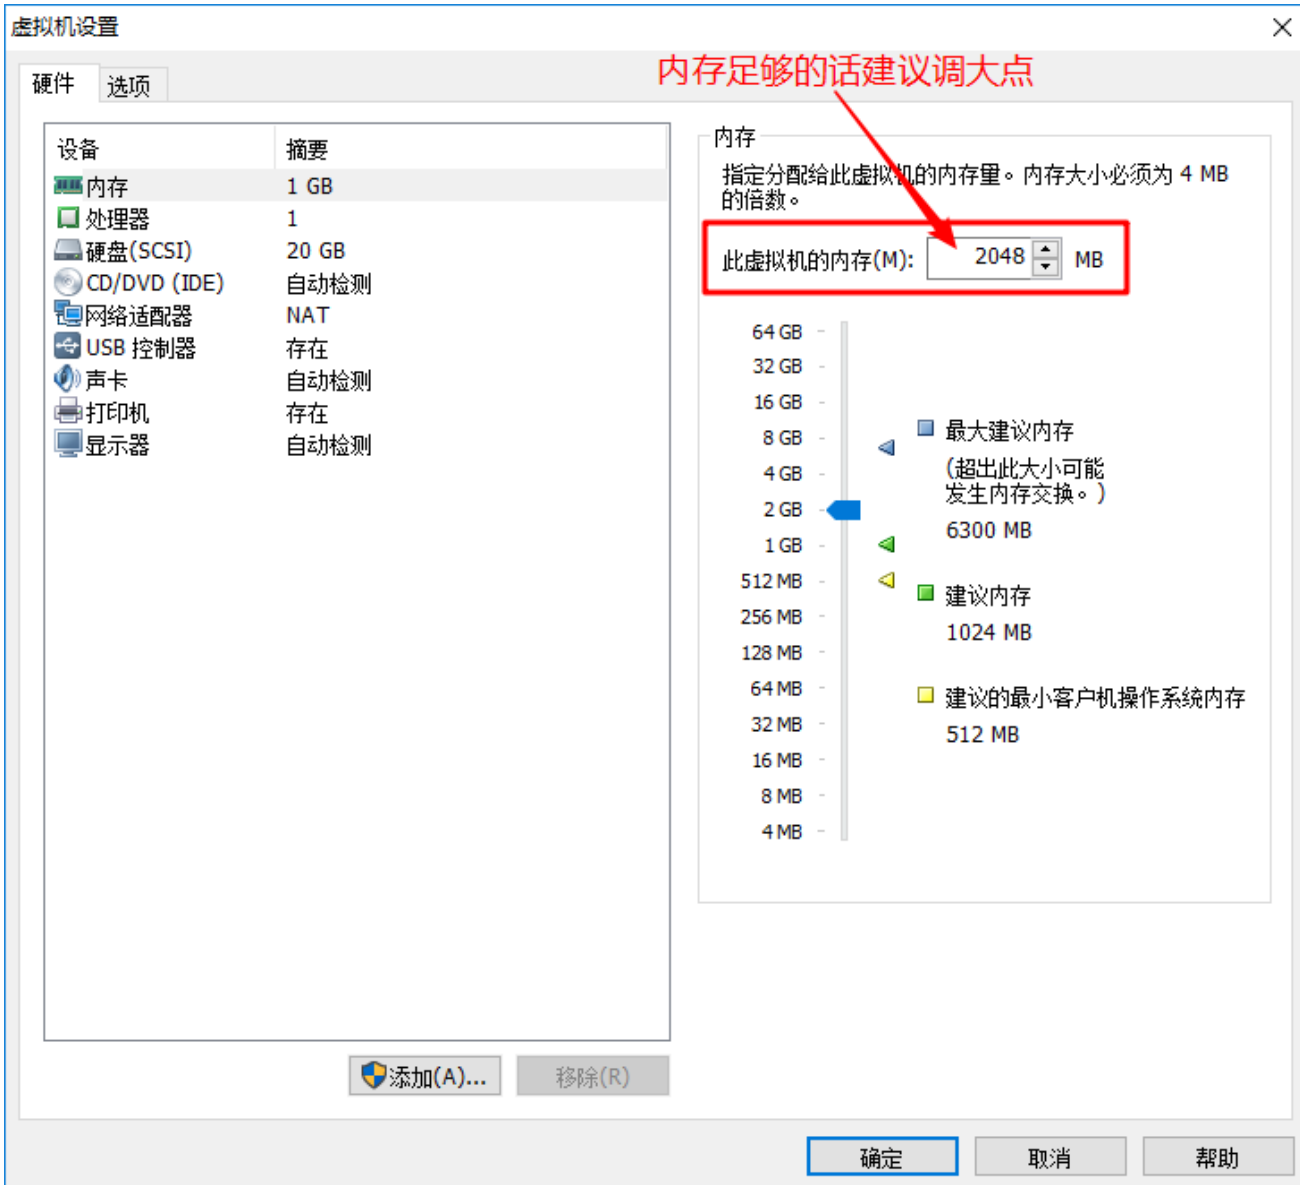 虚拟机设置
硬件 选项
内存足够的话建议调大点
设备 摘要
内存 1 GB
处理器 1
硬盘(SCSI) 20 GB
CD/DVD (IDE) 自动检测
网络适配器 NAT
USB 控制器 存在
声卡 自动检测
打印机 存在
显示器 自动检测
添加(A)... 移除(R)
内存
指定分配给此虚拟机的内存量。内存大小必须为 4 MB
的倍数。
此虚拟机的内存(M): 2048 MB
64 GB
32 GB
16 GB
8 GB
4 GB
2 GB
1 GB
512 MB
256 MB
128 MB
64 MB
32 MB
16 MB
8 MB
4 MB
最大建议内存
(超出此大小可能
发生内存交换。)
6300 MB
建议内存
1024 MB
建议的最小客户机操作系统内存
512 MB
确定 取消 帮助